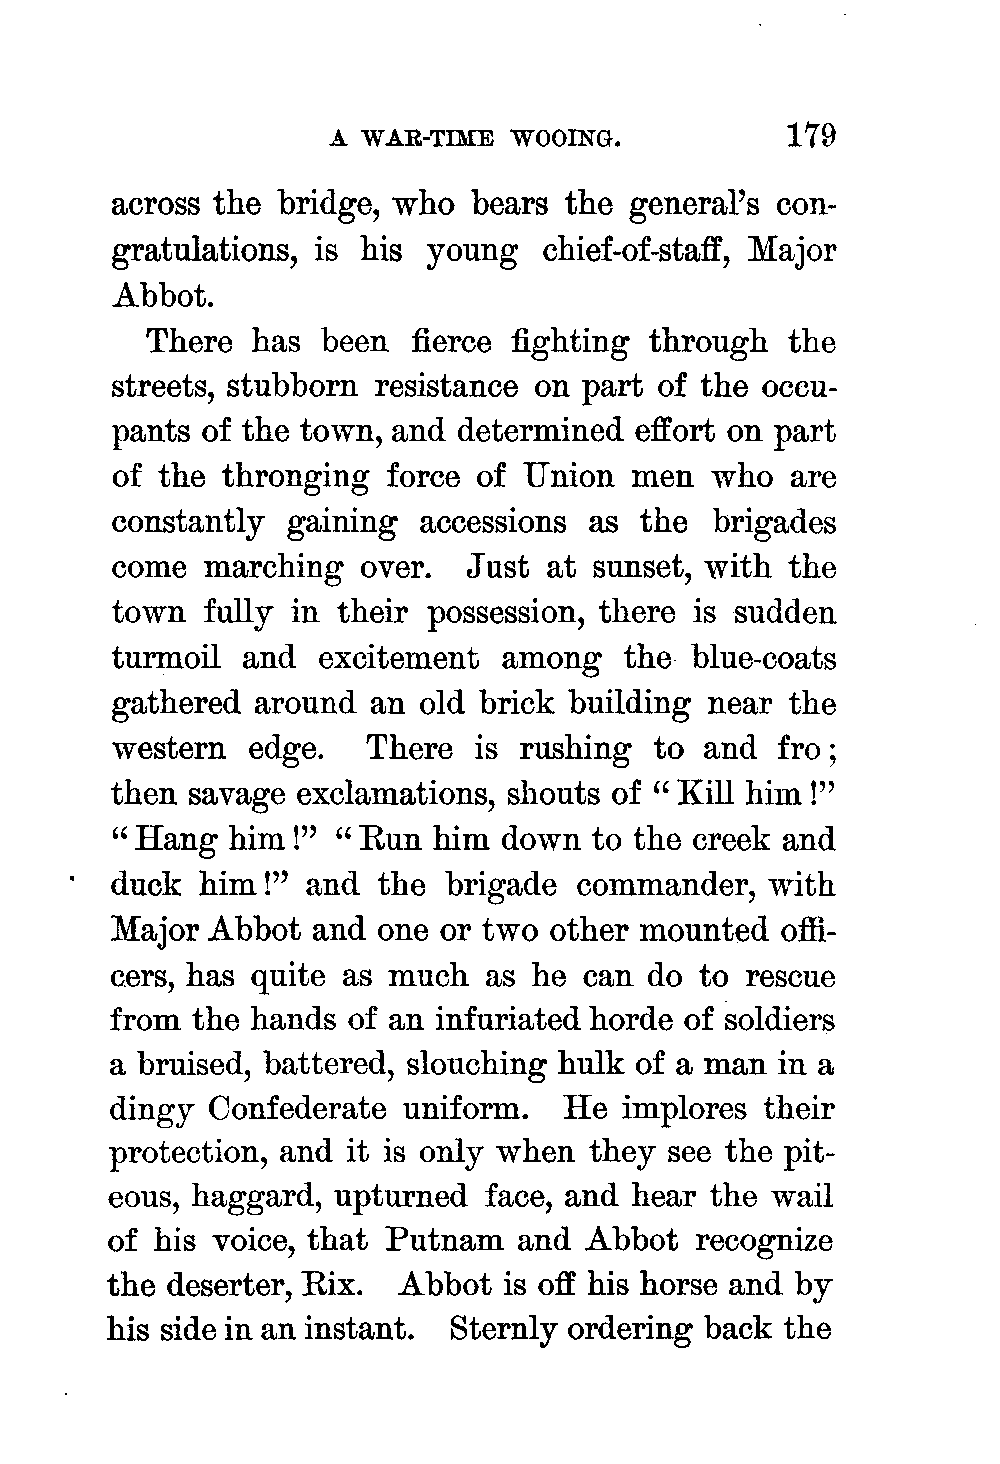 A WAR-TIME WOOING. 179
across the bridge, who bears the general's con-
gratulations, is his young chief-of-staff, Major
Abbot.
There has been fierce fighting through the
streets, stubborn resistance on part of the occu-
pants of the town, and determined effort on part
of the thronging force of Union men who are
constantly gaining accessions as the brigades
come marching over. Just at sunset, with the
town fully in their possession, there is sudden
turmoil and excitement among the blue-coats
gathered around an old brick building near the
western edge. There is rushing to and fro;
then savage exclamations, shouts of "Kill him!"
"Hang him!" "Run him down to the creek and
duck him!" and the brigade commander, with
Major Abbot and one or two other mounted offi-
cers, has quite as much as he can do to rescue
from the hands of an infuriated horde of soldiers
a bruised, battered, slouching hulk of a man in a
dingy Confederate uniform. He implores their
protection, and it is only when they see the pit-
eous, haggard, upturned face, and hear the wail
of his voice, that Putnam and Abbot recognize
the deserter, Rix. Abbot is off his horse and by
his side in an instant. Sternly ordering back the